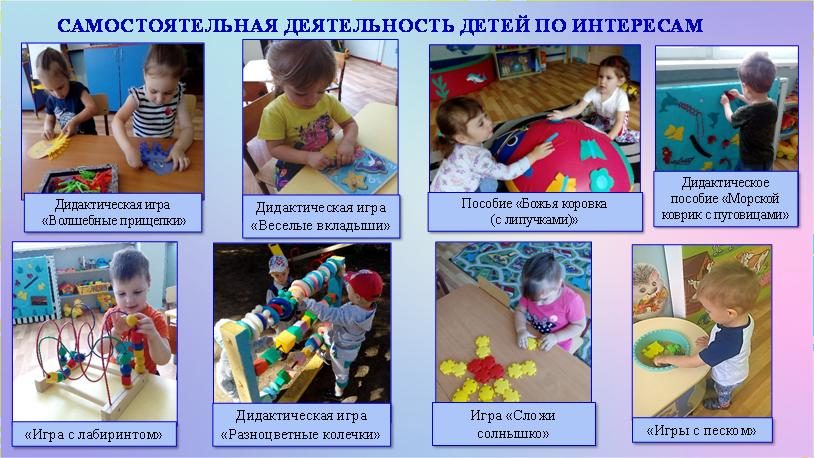 САМОСТОЯТЕЛЬНАЯ ДЕЯТЕЛЬНОСТЬ ДЕТЕЙ ПО ИНТЕРЕСАМ
Дидактическая игра
«Волшебные прищепки»
Дидактическая игра
«Веселые вкладыши»
Пособие «Божья коровка
(с липучками)»
Дидактическое
пособие «Морской
коврик с пуговицами»
«Игра с лабиринтом»
Дидактическая игра
«Разноцветные колечки»
Игра «Сложи
солнышко»
«Игры с песком»